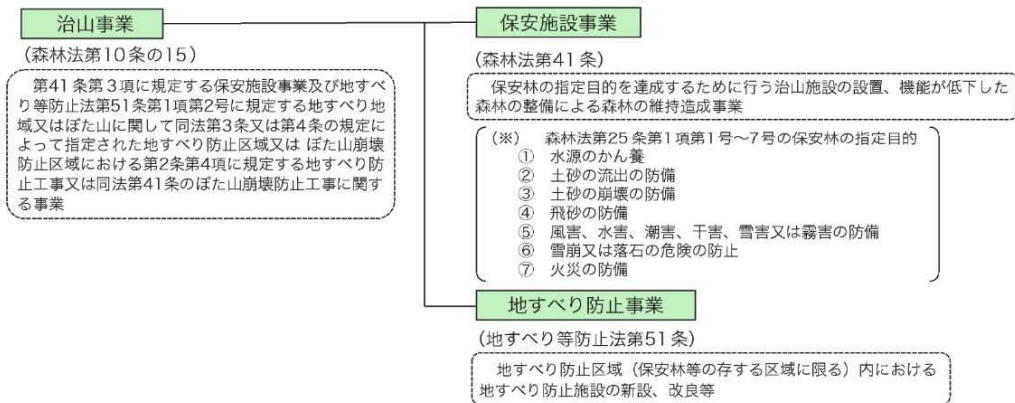 治山事業
(森林法第10条の15)
第41条第3項に規定する保安施設事業及び地すべ
り等防止法第51条第1項第2号に規定する地すべり地
域又はぼた山に関して同法第3条又は第4条の規定に
よって指定された地すべり防止区域又は ぼた山崩壊
防止区域における第2条第4項に規定する地すべり防
止工事又は同法第41条のぼた山崩壊防止工事に関す
る事業
保安施設事業
(森林法第41条)
保安林の指定目的を達成するために行う治山施設の設置、機能が低下した
森林の整備による森林の維持造成事業
(※) 森林法第25条第1項第1号～7号の保安林の指定目的
① 水源のかん養
② 土砂の流出の防備
③ 土砂の崩壊の防備
④ 飛砂の防備
⑤ 風害、水害、潮害、干害、雪害又は霧害の防備
⑥ 雪崩又は落石の危険の防止
⑦ 火災の防備
地すべり防止事業
(地すべり等防止法第51条)
地すべり防止区域（保安林等の存する区域に限る）内における
地すべり防止施設の新設、改良等